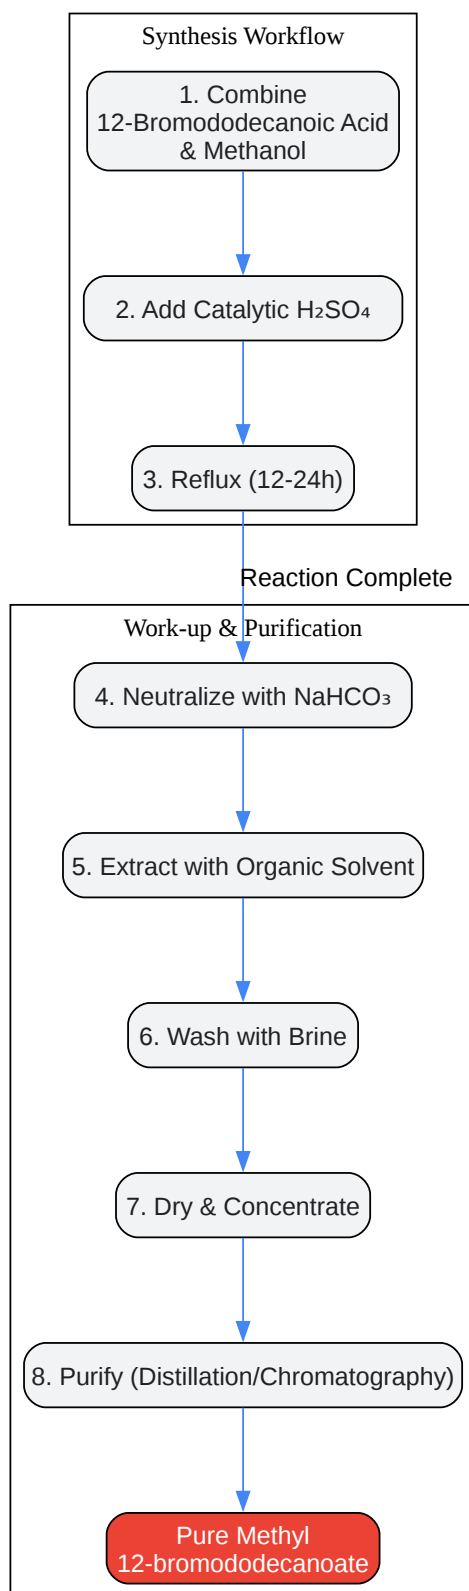 Synthesis Workflow
1. Combine
12-Bromododecanoic Acid
& Methanol
2. Add Catalytic H₂SO₄
3. Reflux (12-24h)
Reaction Complete
Work-up & Purification
4. Neutralize with NaHCO₃
5. Extract with Organic Solvent
6. Wash with Brine
7. Dry & Concentrate
8. Purify (Distillation/Chromatography)
Pure Methyl
12-bromododecanoate